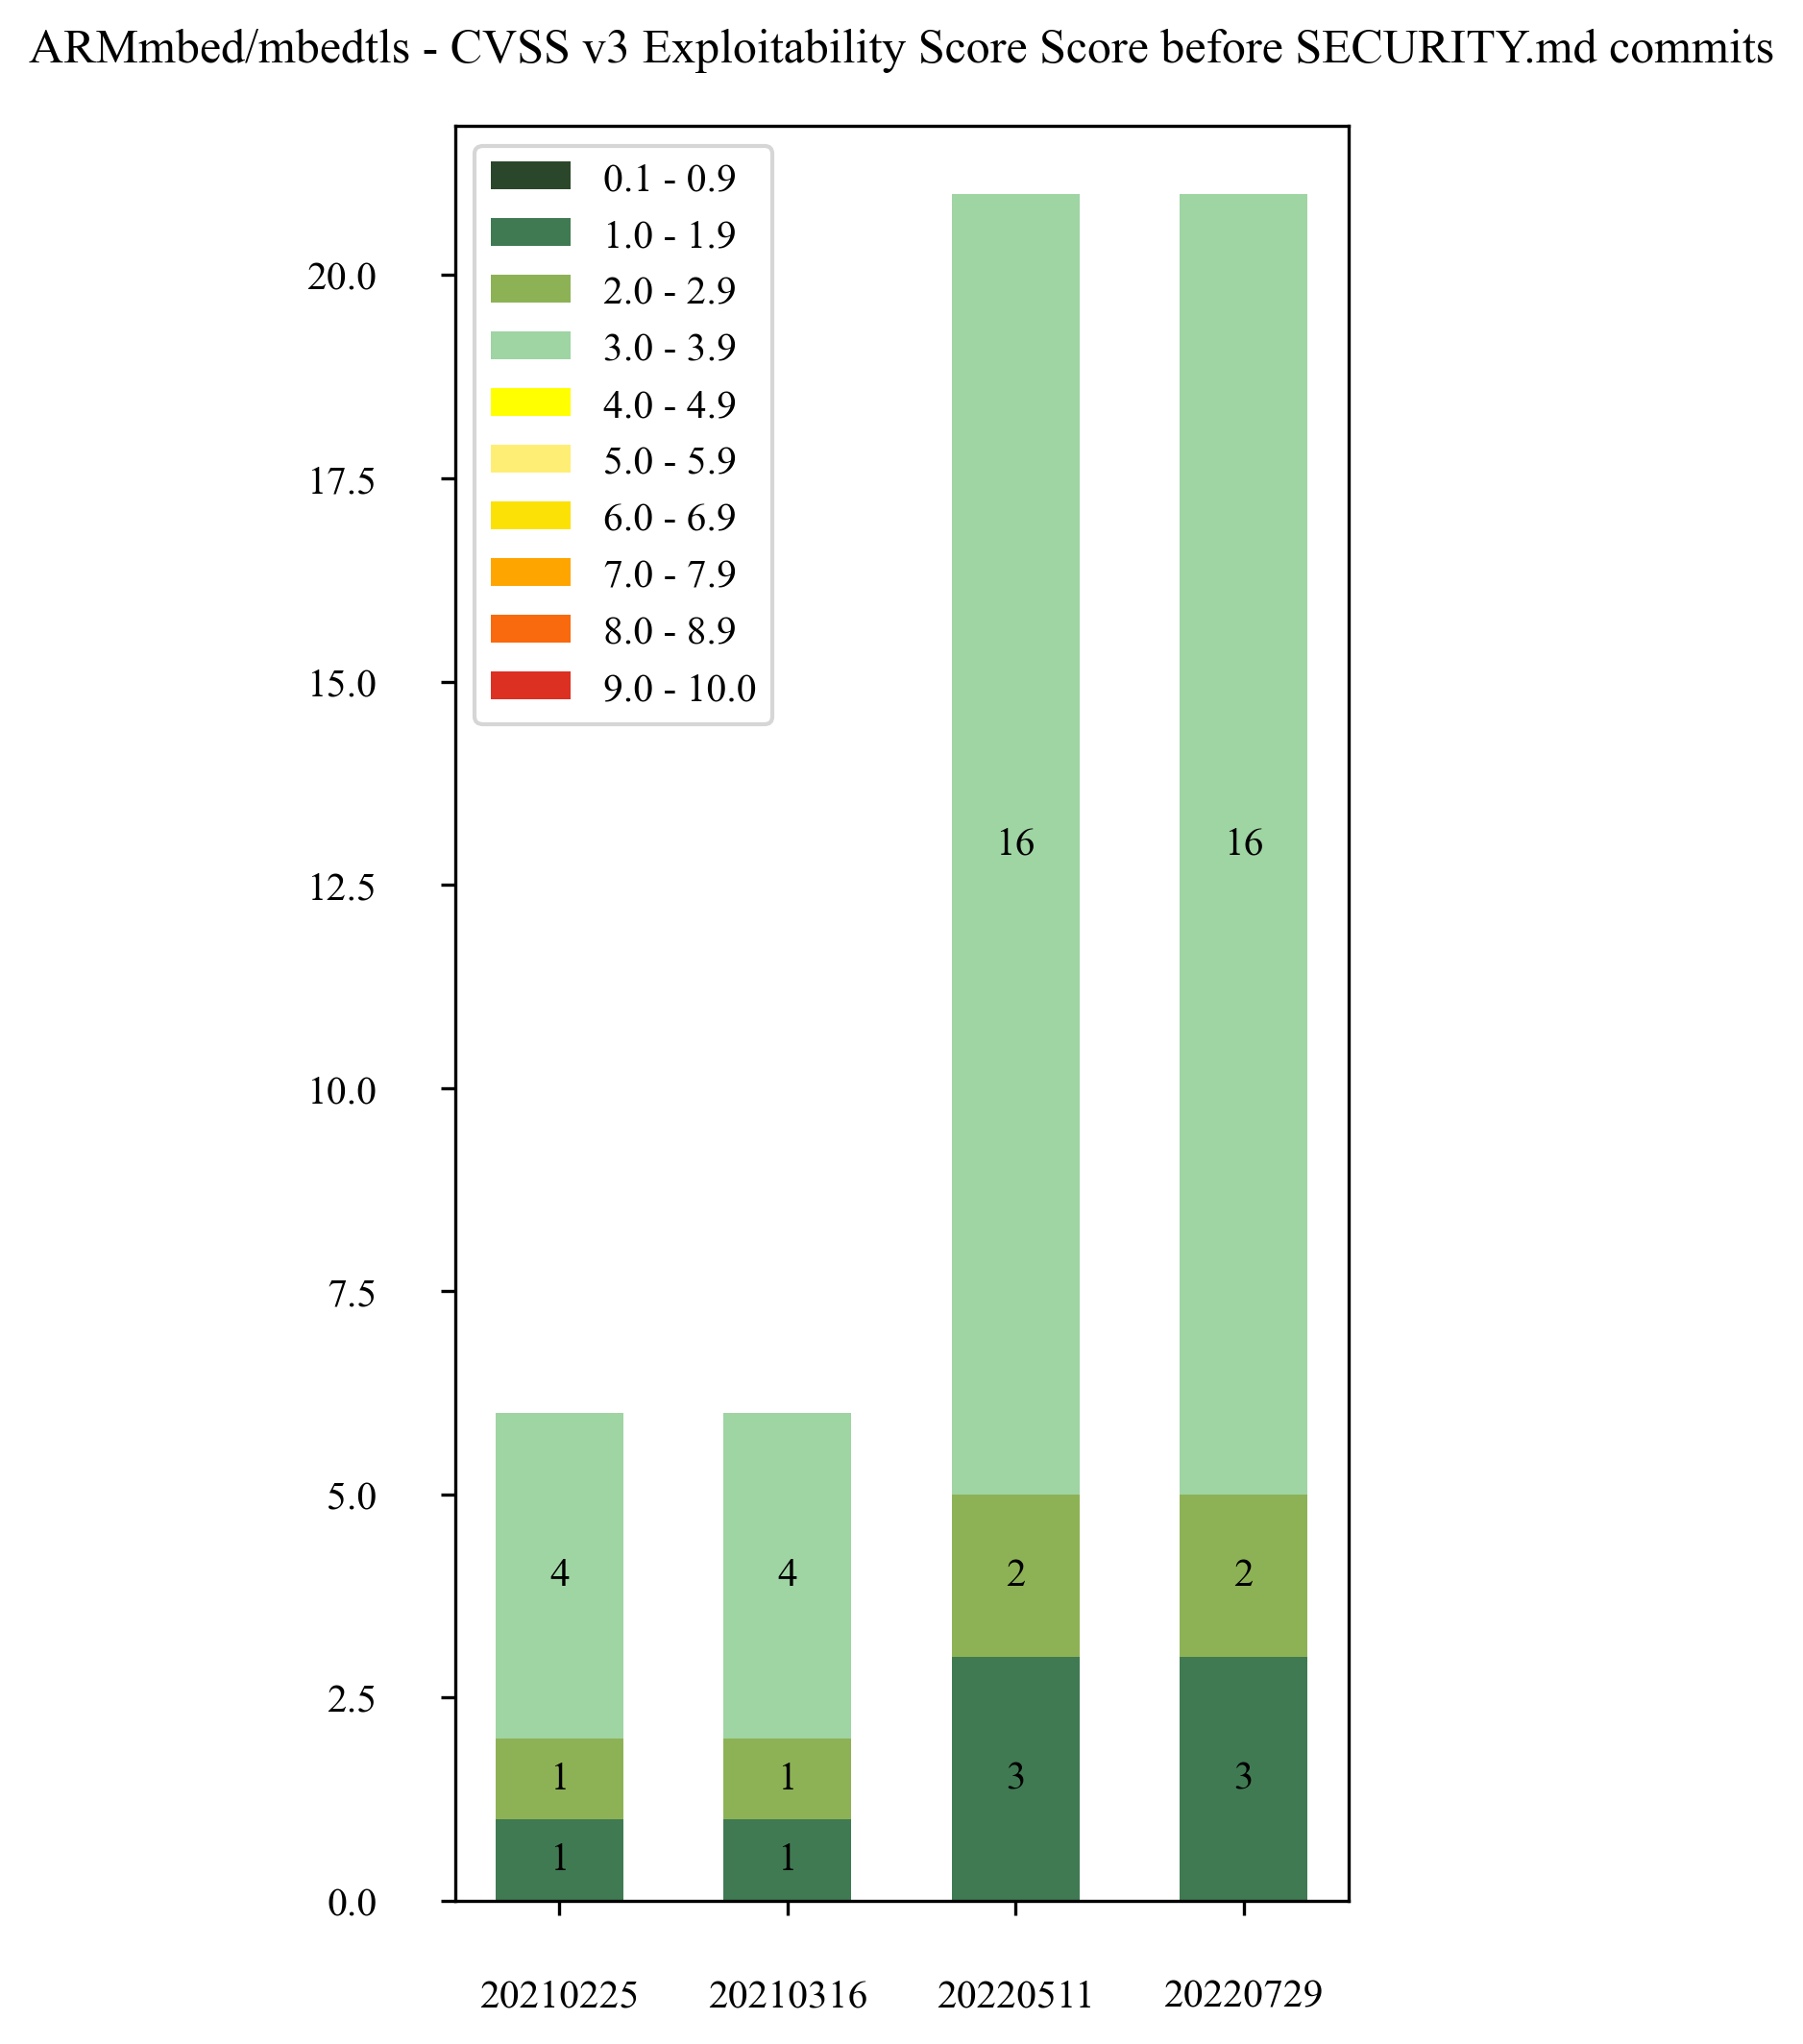 ARMmbed/mbedtls - CVSS v3 Exploitability Score Score before SECURITY.md commits
0.1 - 0.9
1.0 - 1.9
2.0 - 2.9
3.0 - 3.9
4.0 - 4.9
5.0 - 5.9
6.0 - 6.9
7.0 - 7.9
8.0 - 8.9
9.0 - 10.0
20.0
17.5
15.0
12.5
10.0
7.5
5.0
2.5
0.0
16 16
4 4 2 2
1 1 3 3
1 1
20210225 20210316 20220511 20220729